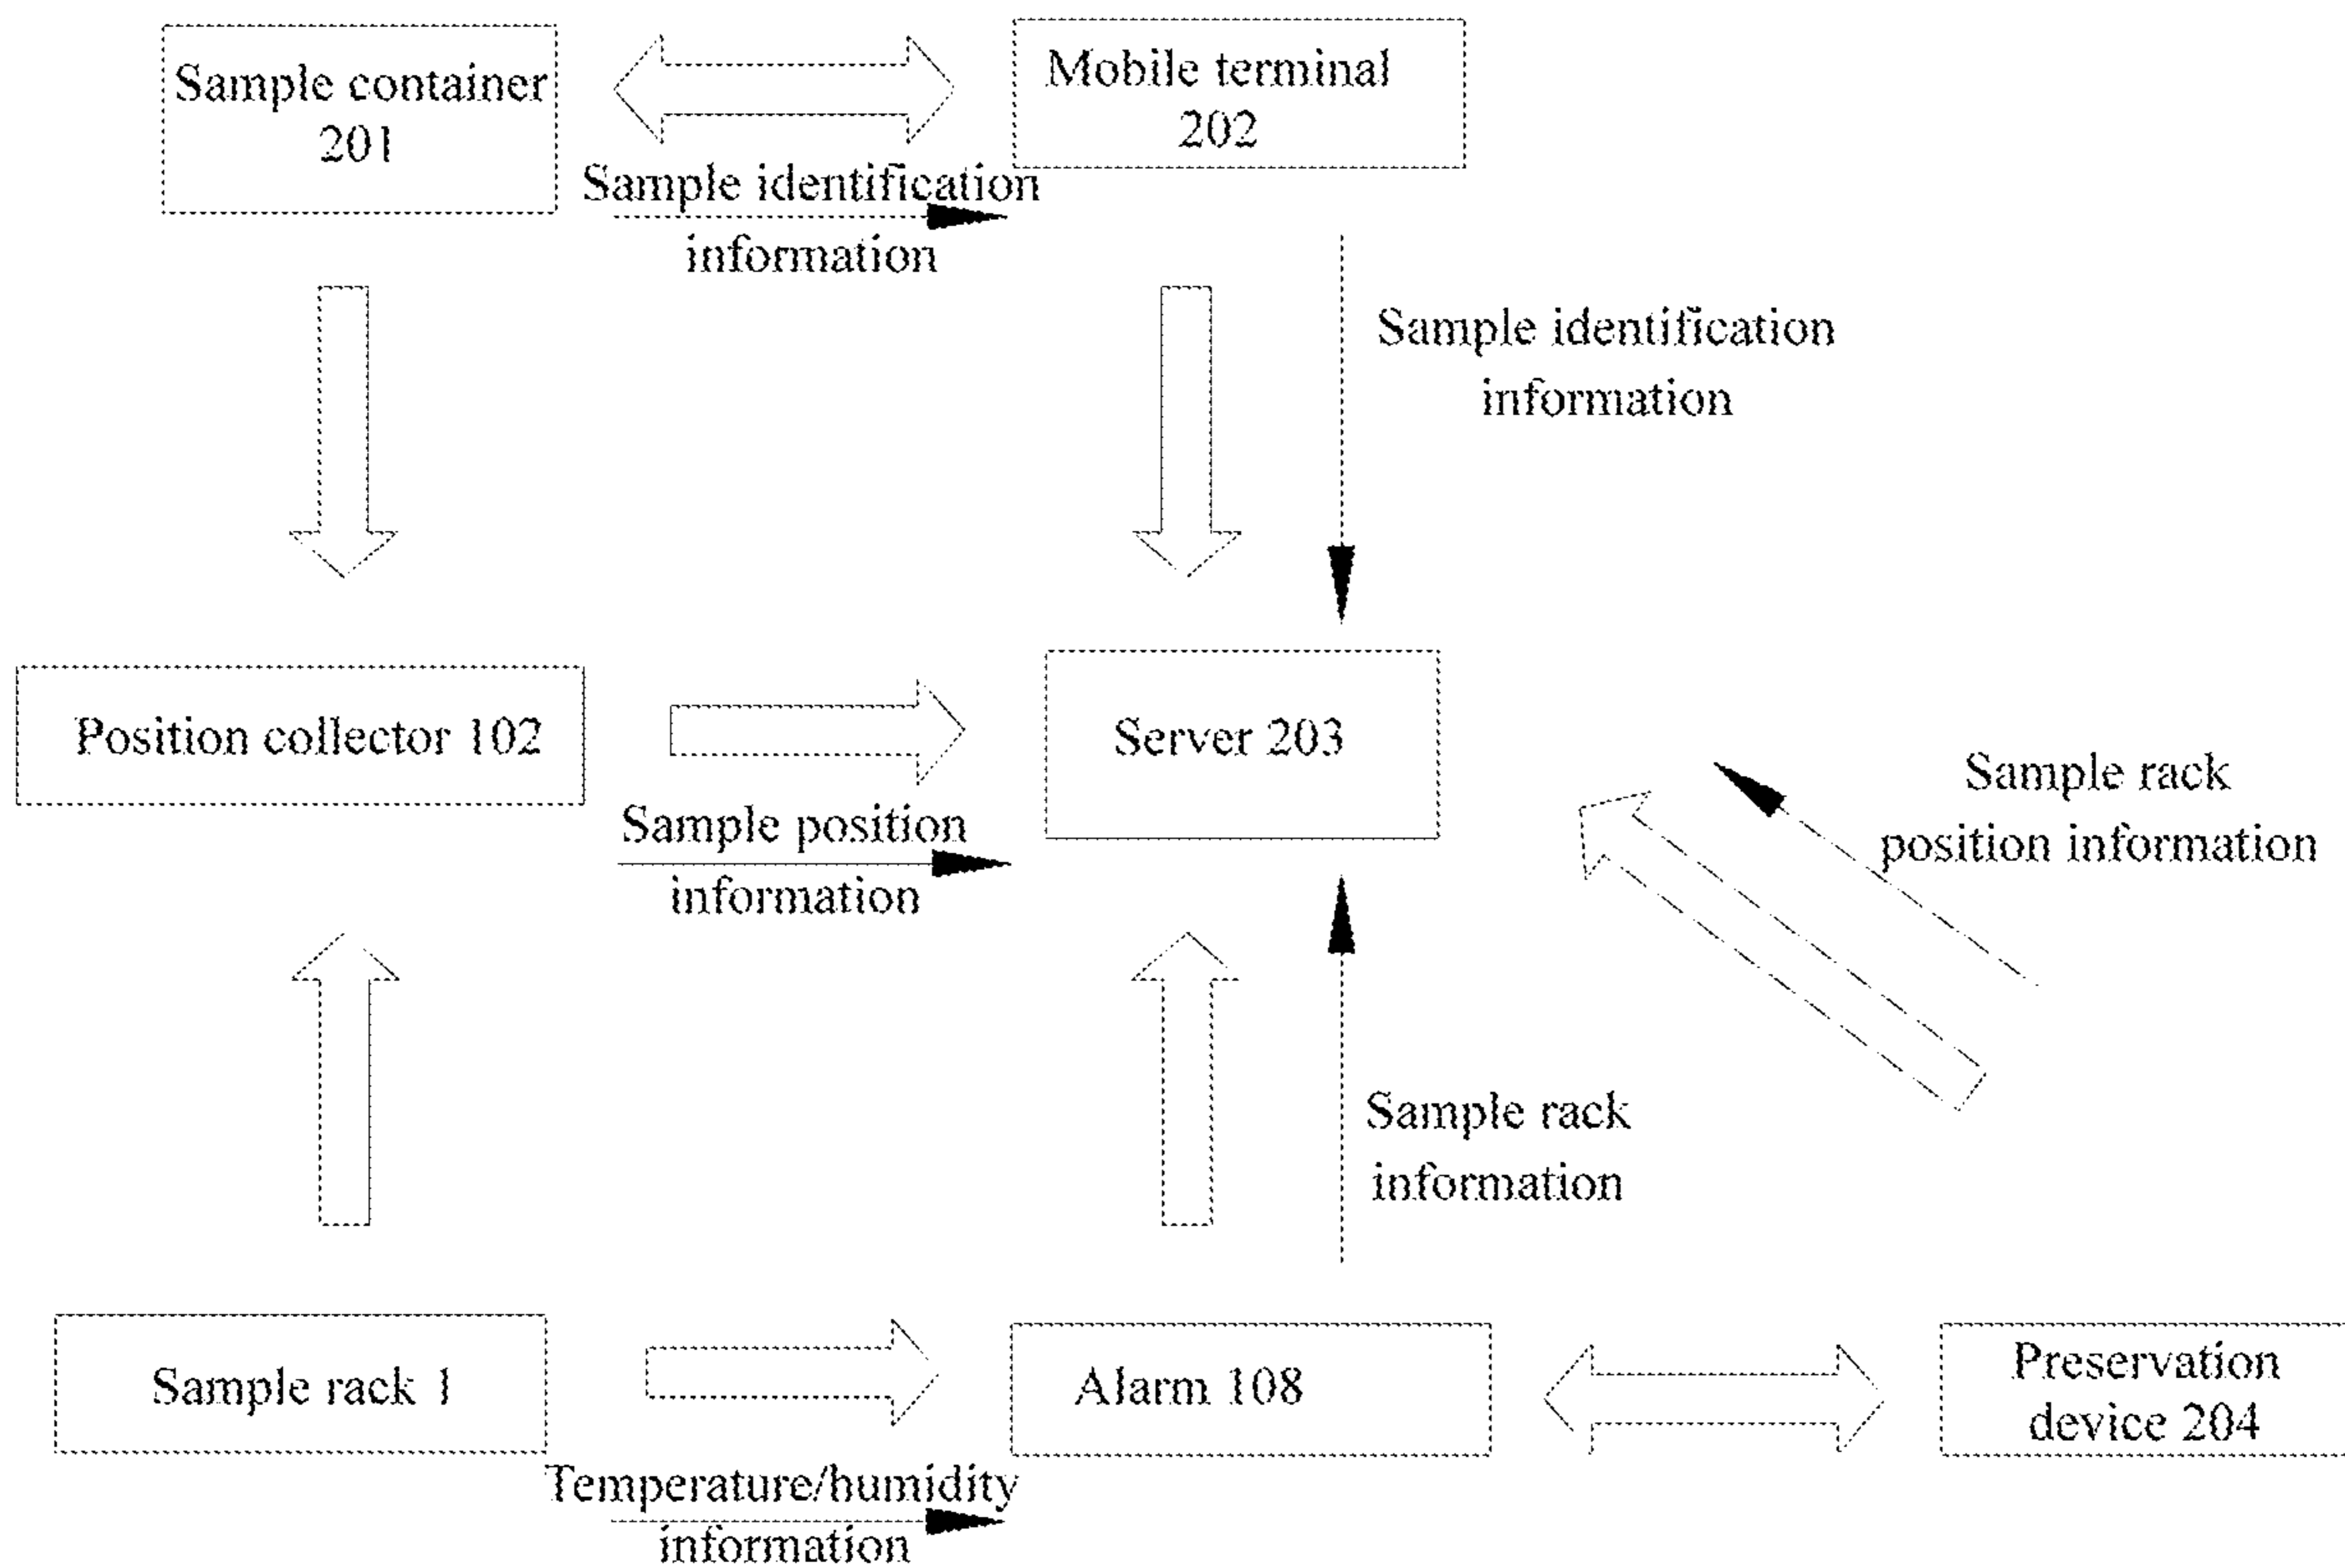 Sample container
201
Mobile terminal
202
Sample identification
information
Sample identification
information
Position collector 102
Server 203
Sample position
information
Sample rack
position information
Sample rack
information
Sample rack 1
Alarm 108
Preservation
device 204
Temperature/humidity
information